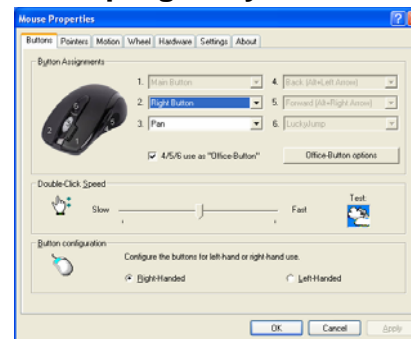 Mouse Properties
Buttons Pointers Motion Wheel Hardware Settings About
Button Assignments
1. Main Button 4. Back (Alt+Left Arrow)
2. Right Button 5. Forward (Alt+Right Arrow)
3. Pan 6. LuckyJump
4/5/6 use as "Office-Button" Office-Button options
Double-Click Speed
Slow Fast Test:
Button configuration
Configure the buttons for left-hand or right-hand use.
Right-Handed Left-Handed
OK Cancel Apply